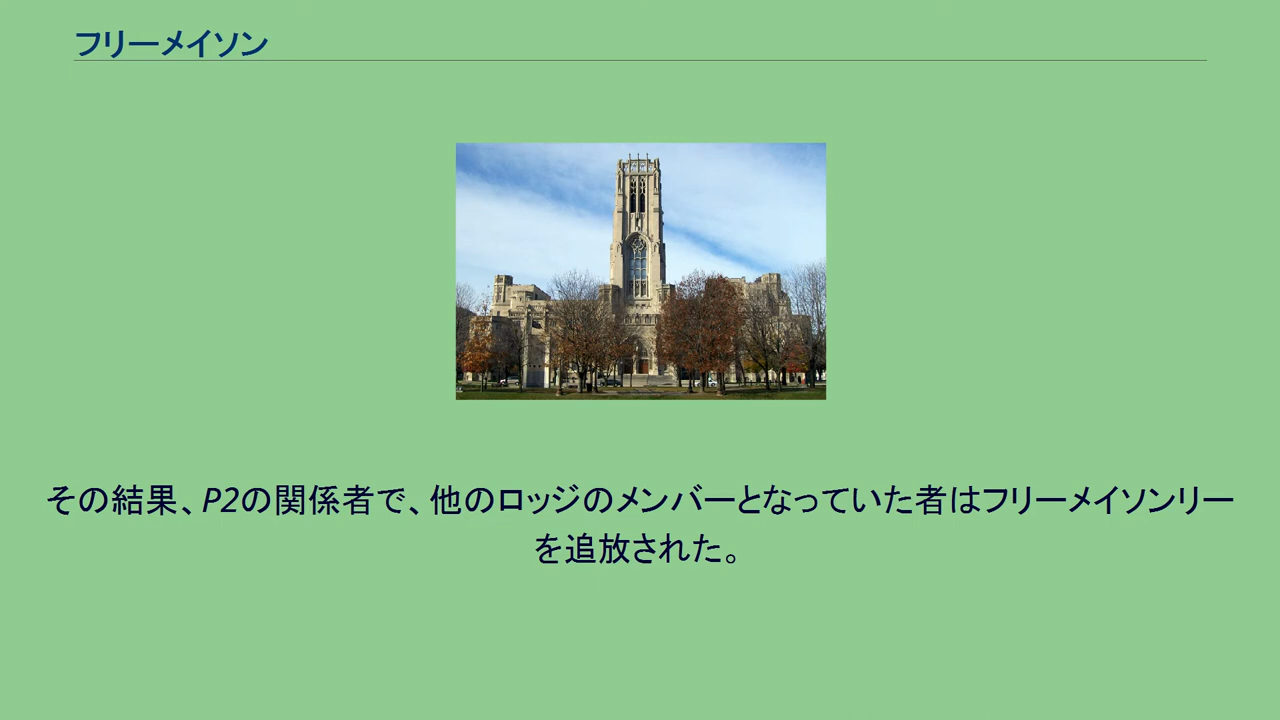 フリーメイソン
その結果、P2の関係者で、他のロッジのメンバーとなっていた者はフリーメイソンリー
を追放された。